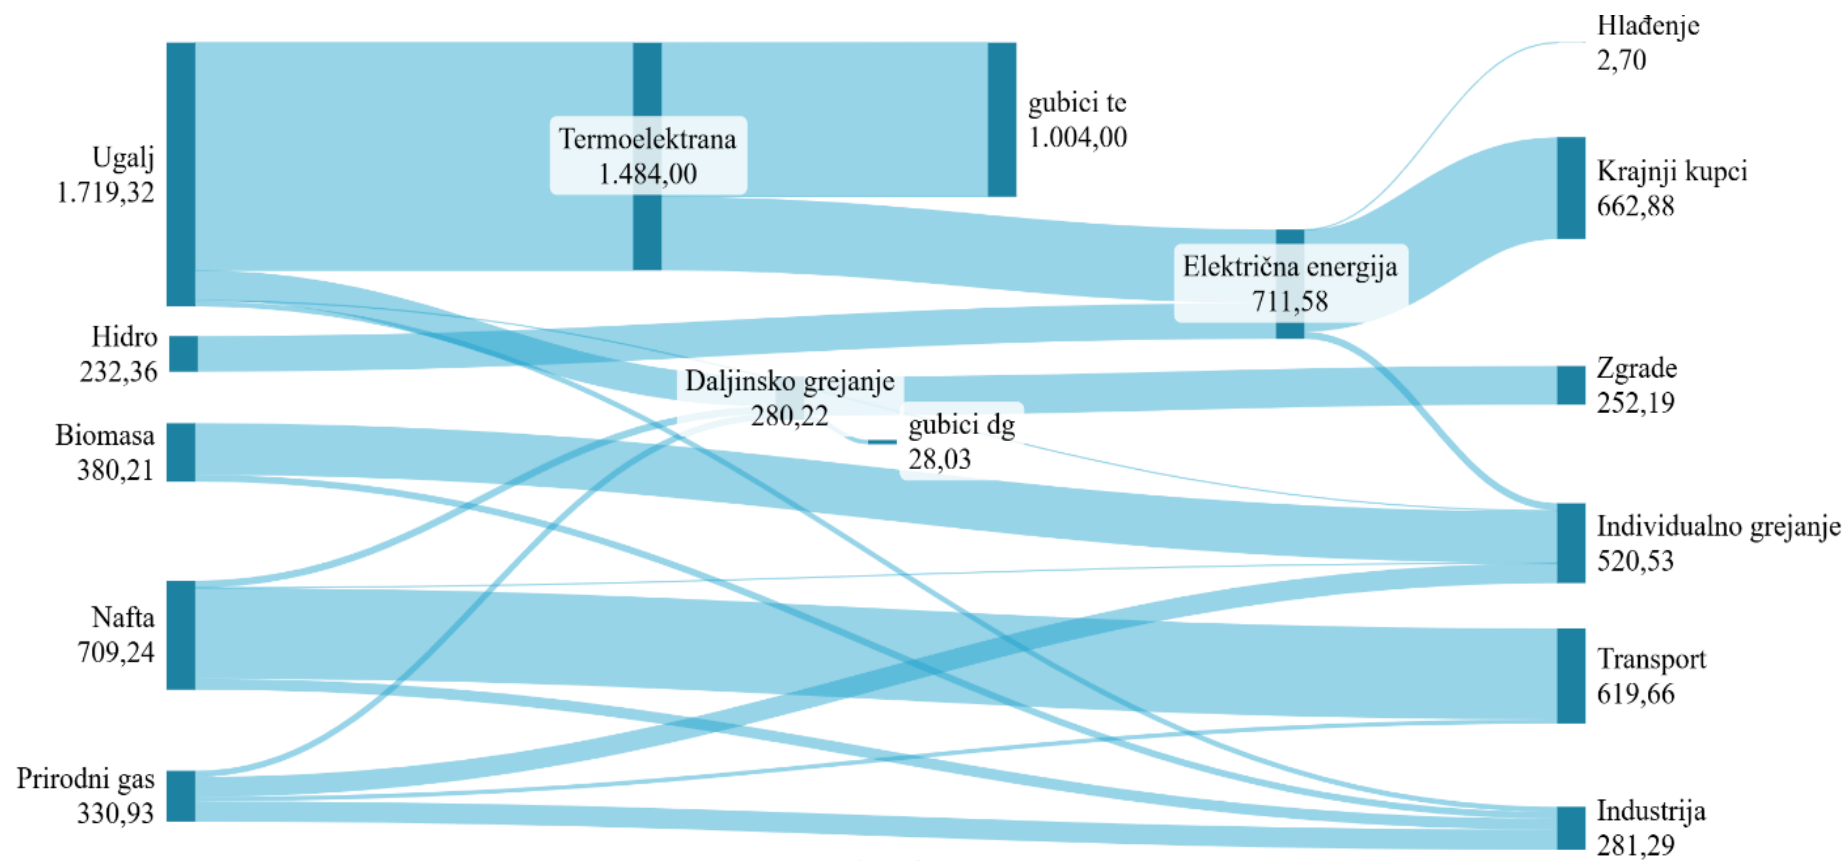 Hlađenje
2,70
Ugalj
1.719,32
Termoelektrana
1.484,00
gubici te
1.004,00
Krajnji kupci
662,88
Elektrrična energija
711,58
Hidro
232,36
Daljinsko grejanje
280,22
Zgrade
252,19
gubici dg
28,03
Biomasa
380,21
Individualno grejanje
520,53
Nafta
709,24
Transport
619,66
Prirodni gas
330,93
Industrija
281,29